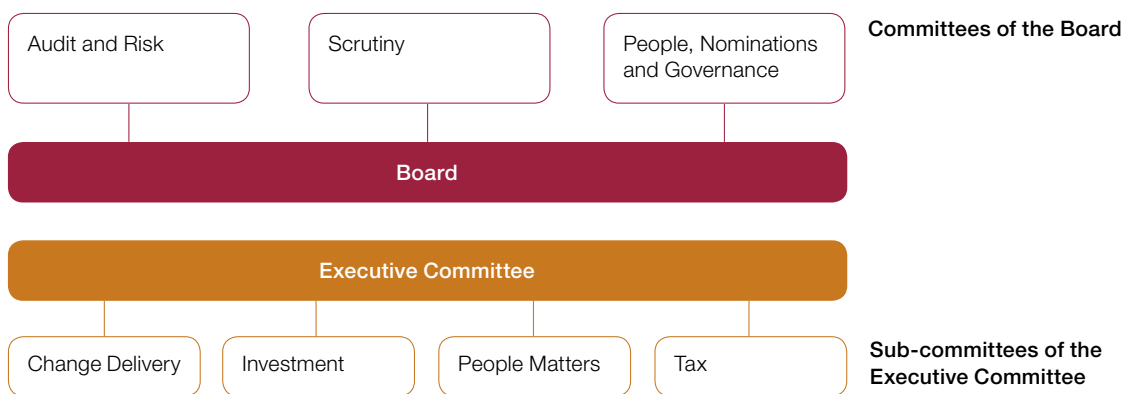 Audit and Risk
Scrutiny
People, Nominations
and Governance
Committees of the Board
Board
Executive Committee
Change Delivery
Investment
People Matters
Tax
Sub-committees of the
Executive Committee